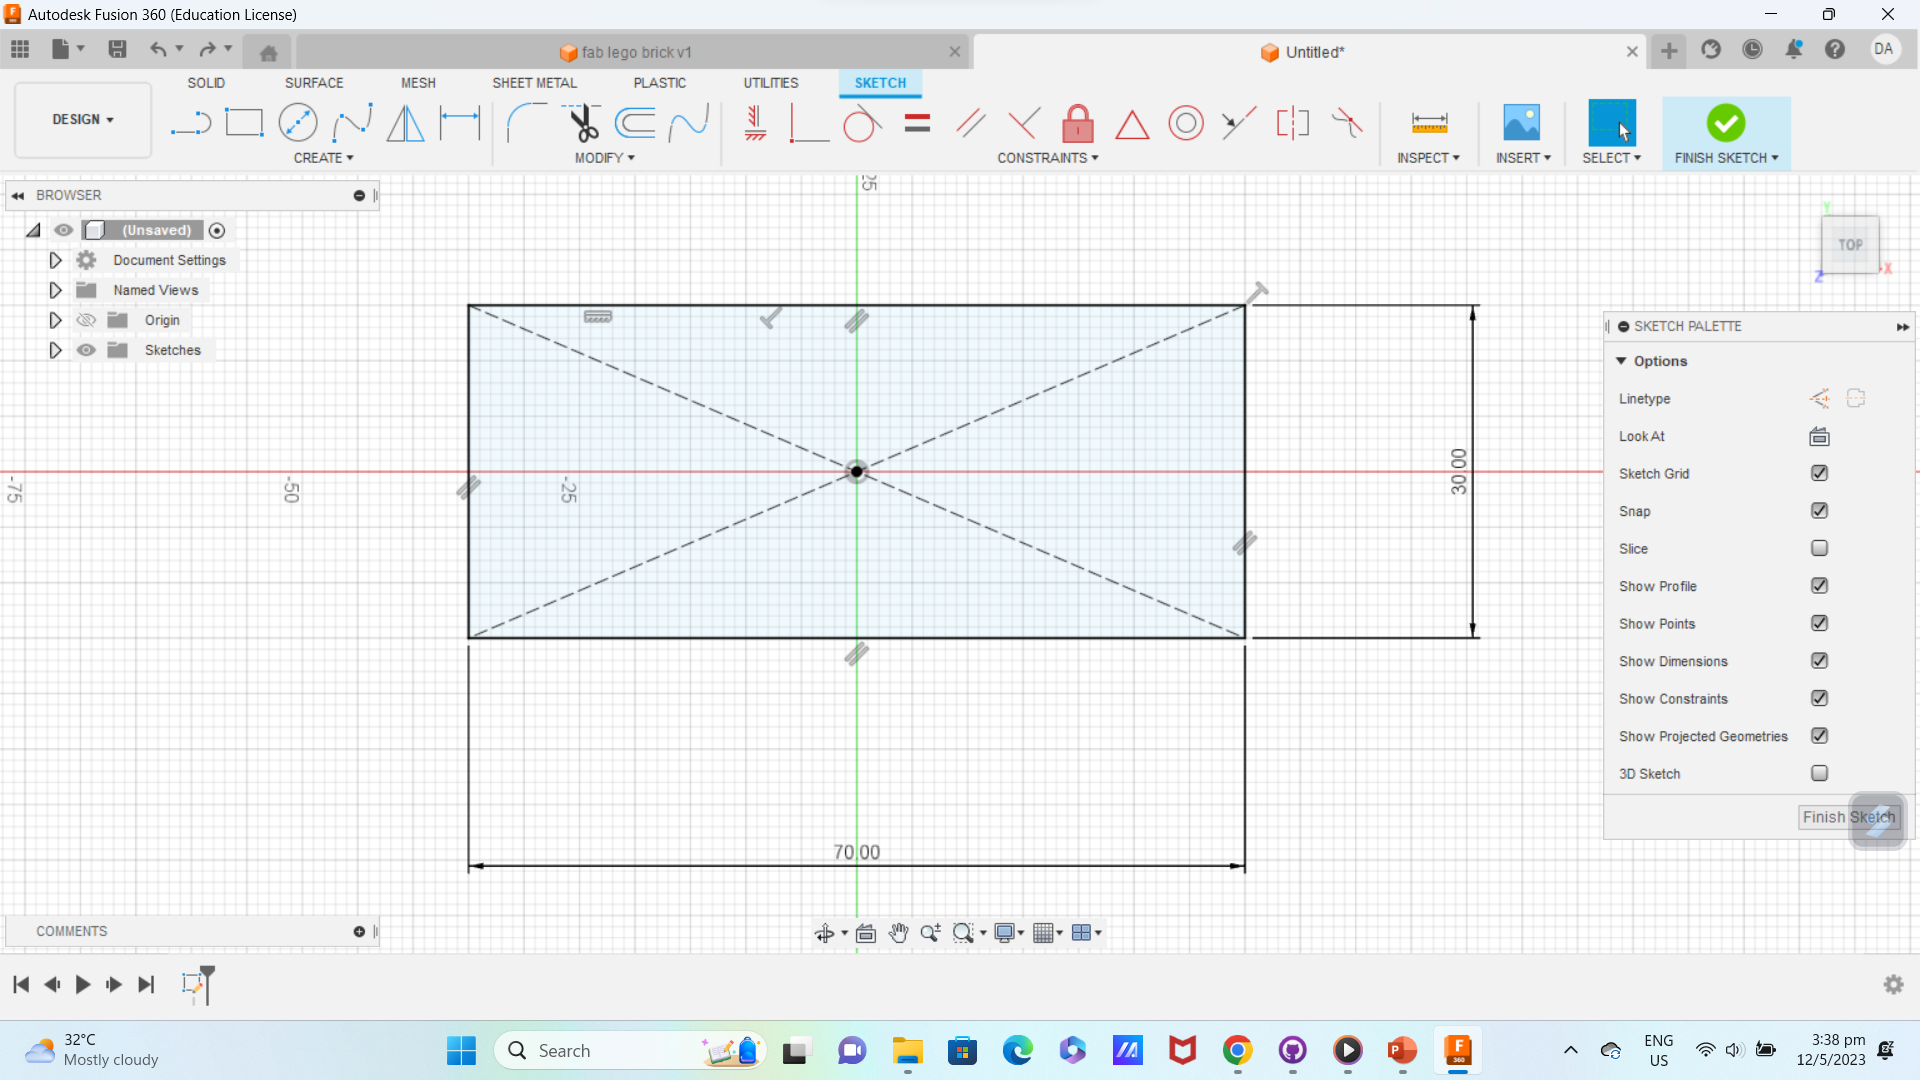 Autodesk Fusion 360 (Education License)
fab lego brick v1
Untitled*
DA
SOLID SURFACE MESH SHEET METAL PLASTIC UTILITIES SKETCH
DESIGN
CREATE MODIFY CONSTRAINTS INSPECT INSERT SELECT FINISH SKETCH
BROWSER
(Unsaved)
Document Settings
Named Views
Origin
Sketches
25
-75
-50
-25
30.00
70.00
TOP
Y
X
Z
SKETCH PALETTE
Options
Linetype
Look At
Sketch Grid
Snap
Slice
Show Profile
Show Points
Show Dimensions
Show Constraints
Show Projected Geometries
3D Sketch
Finish Sketch
COMMENTS
32°C
Mostly cloudy
Search
F
360
ENG
US
3:38 pm
12/5/2023